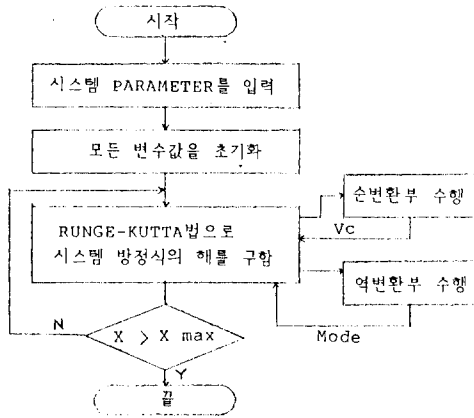 시작
시스템 PARAMETER를 입력
모든 변수값을 초기화
순변환부 수행
RUNGE-KUTTA법으로
시스템 방정식의 해를 구함
Vc
역변환부 수행
N
X > X max
Mode
Y
끝